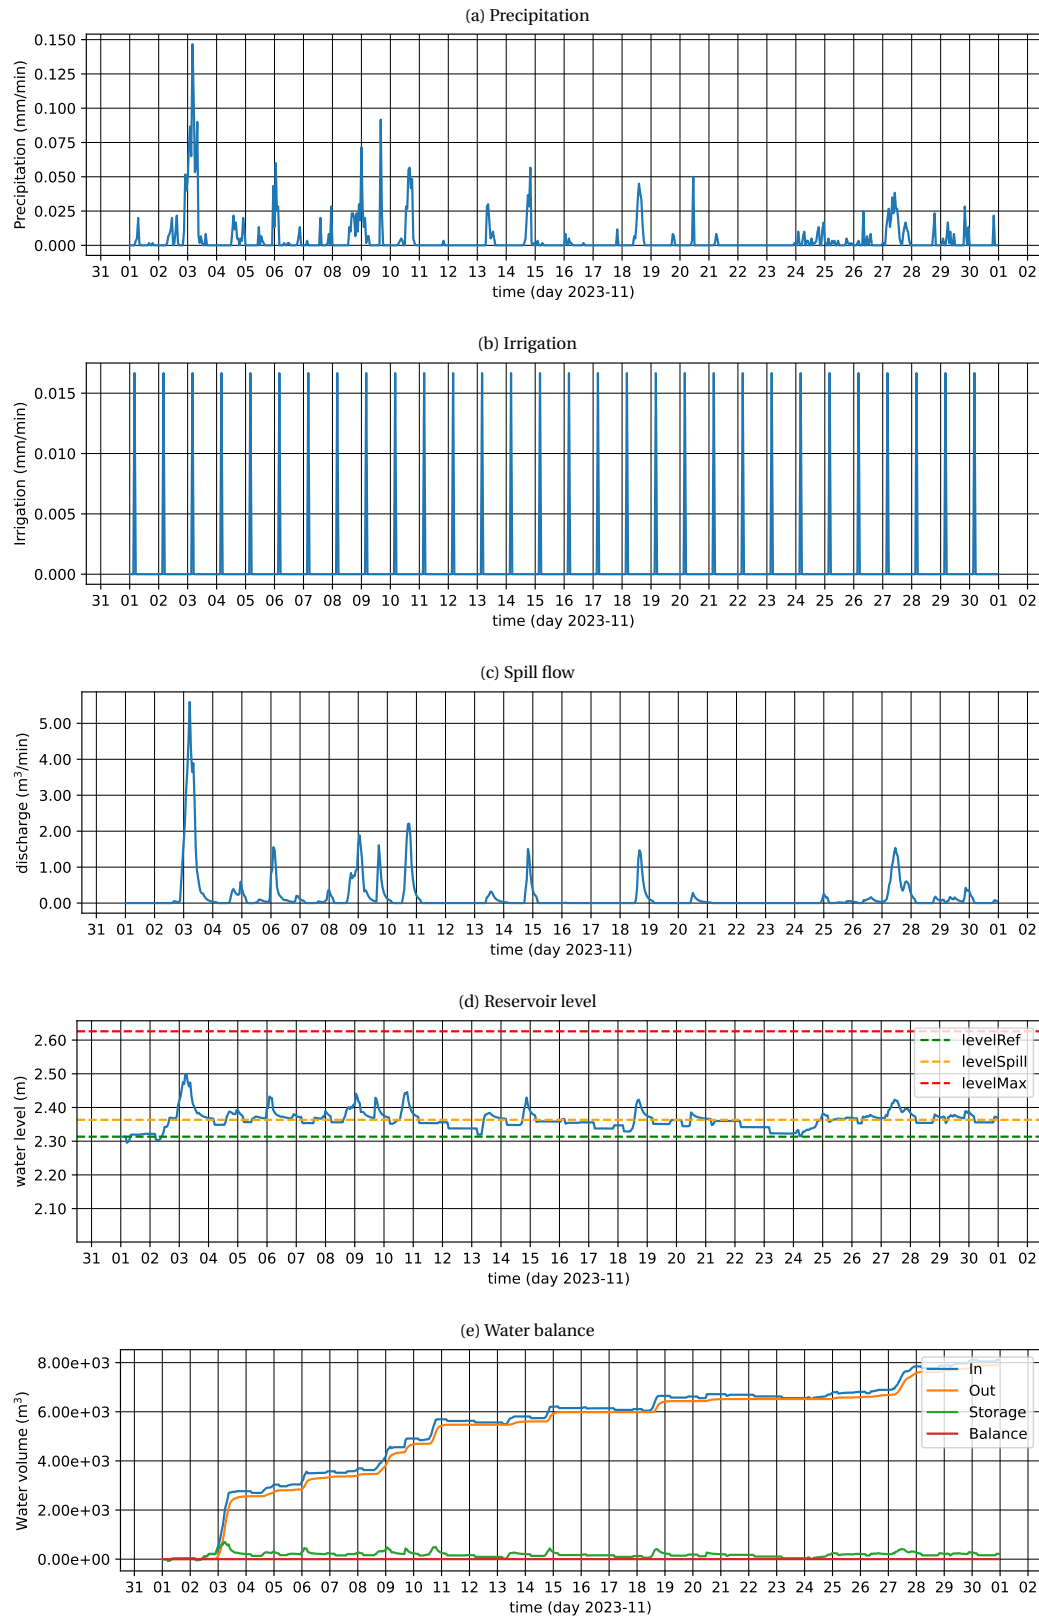 (a) Precipitation
Precipitation (mm/min)
0.150
0.125
0.100
0.075
0.050
0.025
0.000
31 01 02 03 04 05 06 07 08 09 10 11 12 13 14 15 16 17 18 19 20 21 22 23 24 25 26 27 28 29 30 01 02
time (day 2023-11)
(b) Irrigation
Irrigation (mm/min)
0.015
0.010
0.005
0.000
31 01 02 03 04 05 06 07 08 09 10 11 12 13 14 15 16 17 18 19 20 21 22 23 24 25 26 27 28 29 30 01 02
time (day 2023-11)
(c) Spill flow
discharge (m³/min)
5.00
4.00
3.00
2.00
1.00
0.00
31 01 02 03 04 05 06 07 08 09 10 11 12 13 14 15 16 17 18 19 20 21 22 23 24 25 26 27 28 29 30 01 02
time (day 2023-11)
(d) Reservoir level
water level (m)
2.60
2.50
2.40
2.30
2.20
2.10
levelRef
levelSpill
levelMax
31 01 02 03 04 05 06 07 08 09 10 11 12 13 14 15 16 17 18 19 20 21 22 23 24 25 26 27 28 29 30 01 02
time (day 2023-11)
(e) Water balance
Water volume (m³)
8.00e+03
6.00e+03
4.00e+03
2.00e+03
0.00e+00
In
Out
Storage
Balance
31 01 02 03 04 05 06 07 08 09 10 11 12 13 14 15 16 17 18 19 20 21 22 23 24 25 26 27 28 29 30 01 02
time (day 2023-11)